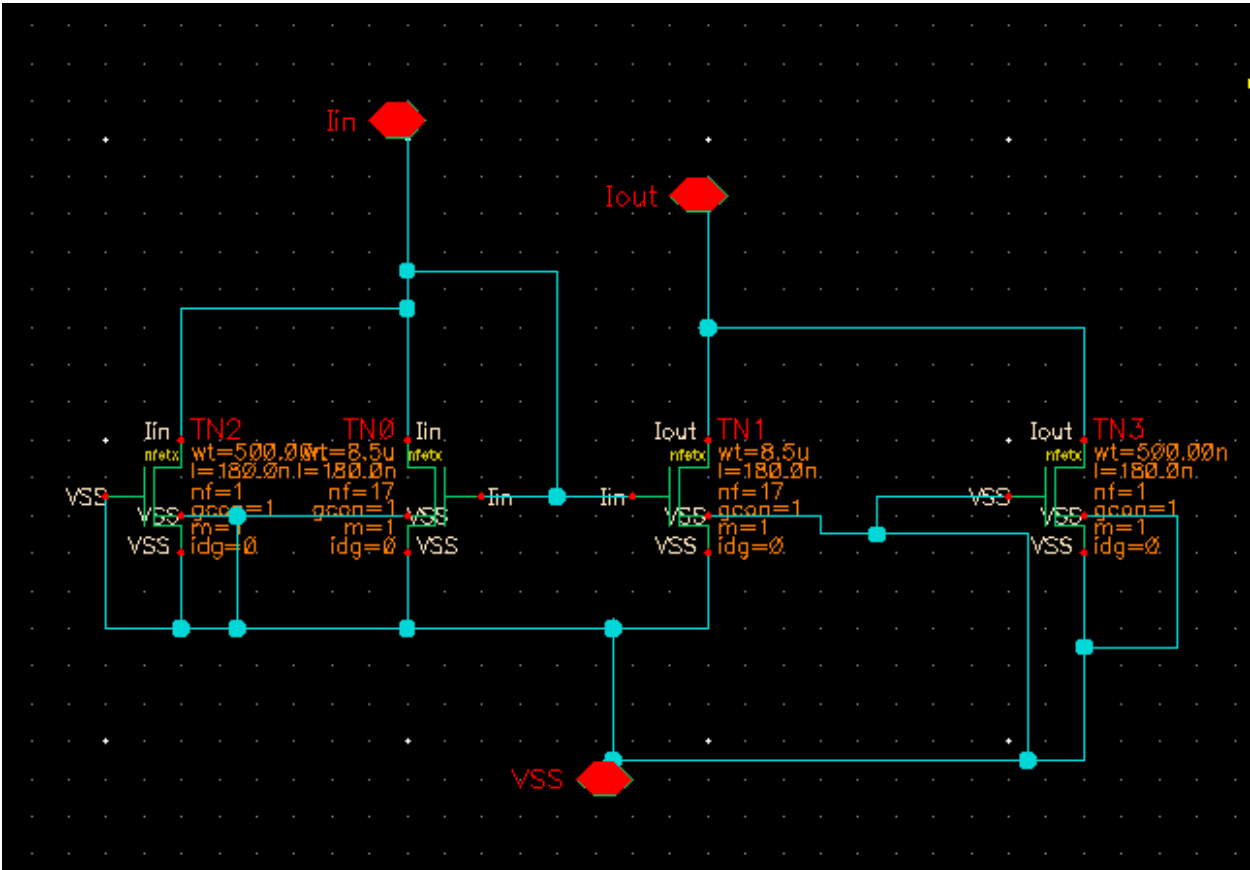 Iin
Iout
Iin TN2
nfetx wt=500.00n
l=180.0n
VSS nf=1
VSS gcon=1
m=1
VSS idg=0
TN0 Iin
wt=8.5u nfetx
l=180.0n
nf=17 Iin
gcon=1 VSS
m=1
idg=0 VSS
Iout TN1
nfetx wt=8.5u
l=180.0n
Iin nf=17
VSS gcon=1
m=1
VSS idg=0
Iout TN3
nfetx wt=500.00n
l=180.0n
VSS nf=1
VSS gcon=1
m=1
VSS idg=0
VSS